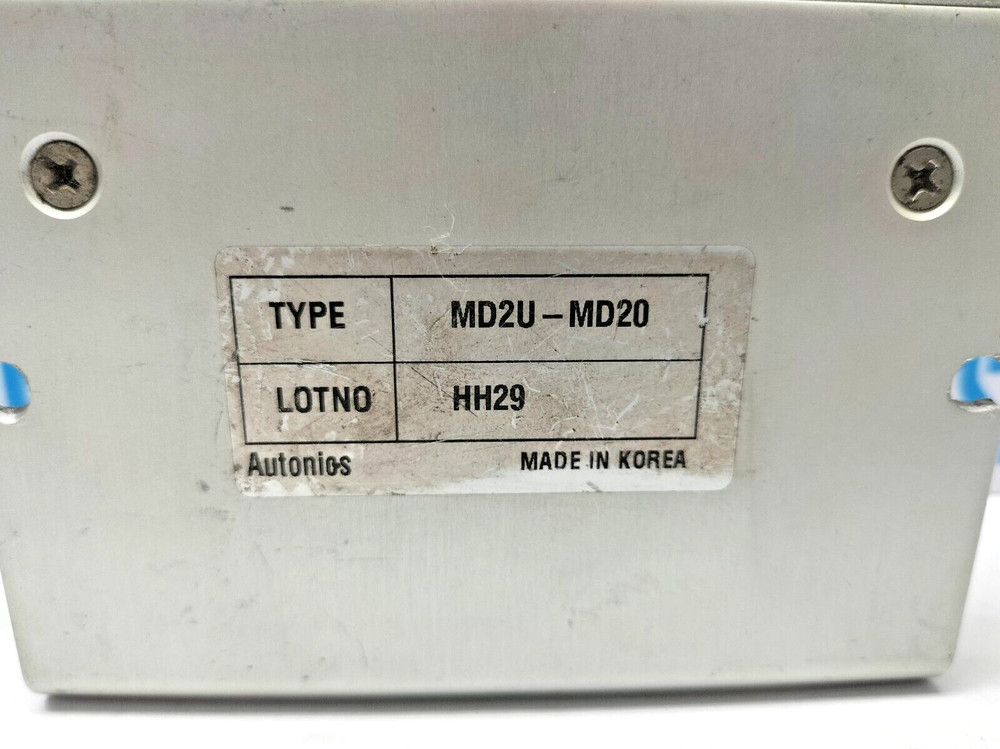 TYPE MD2U-MD20
LOTNO HH29
Autonics MADE IN KOREA